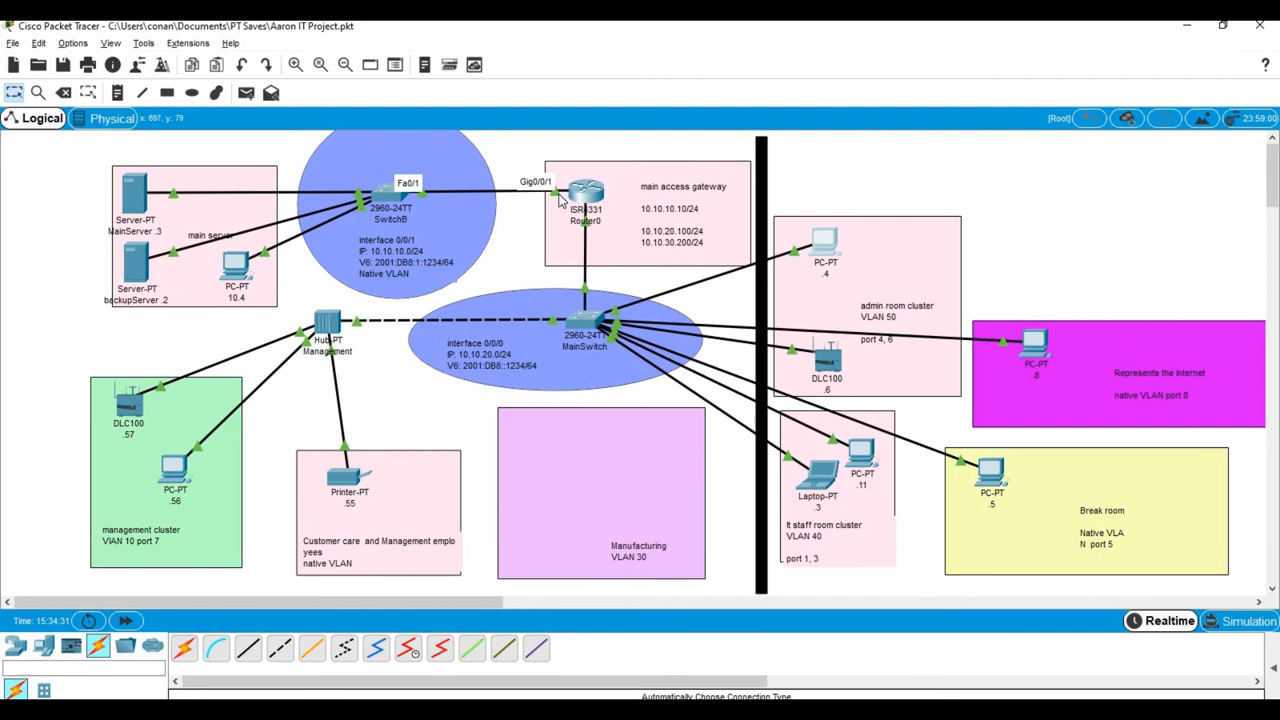 Cisco Packet Tracer - C:\Users\conan\Documents\PT Saves\Aaron IT Project.pkt
File Edit Options View Tools Extensions Help
?
Logical Physical x: 897, y: 79 [Root] 23:59:00
Server-PT
MainServer .3
main server
Server-PT
backupServer .2
PC-PT
10.4
Fa0/1
2960-24TT
SwitchB
interface 0/0/1
IP: 10.10.10.0/24
V6: 2001:DB8:1:1234/64
Native VLAN
Gig0/0/1
Router0
main access gateway
10.10.10.10/24
10.10.20.100/24
10.10.30.200/24
Hub-PT
Management
interface 0/0/0
IP: 10.10.20.0/24
V6: 2001:DB8::1234/64
2960-24TT
MainSwitch
PC-PT
.4
admin room cluster
VLAN 50
port 4, 6
DLC100
.6
PC-PT
.8
Represents the Internet
native VLAN port 8
DLC100
.57
PC-PT
.56
management cluster
VlAN 10 port 7
Printer-PT
.55
Customer care and Management emplo
yees
native VLAN
Manufacturing
VLAN 30
PC-PT
.11
Laptop-PT
.3
It staff room cluster
VLAN 40
port 1, 3
PC-PT
.5
Break room
Native VLA
N port 5
Time: 15:34:31 Realtime Simulation
Automatically Choose Connection Type